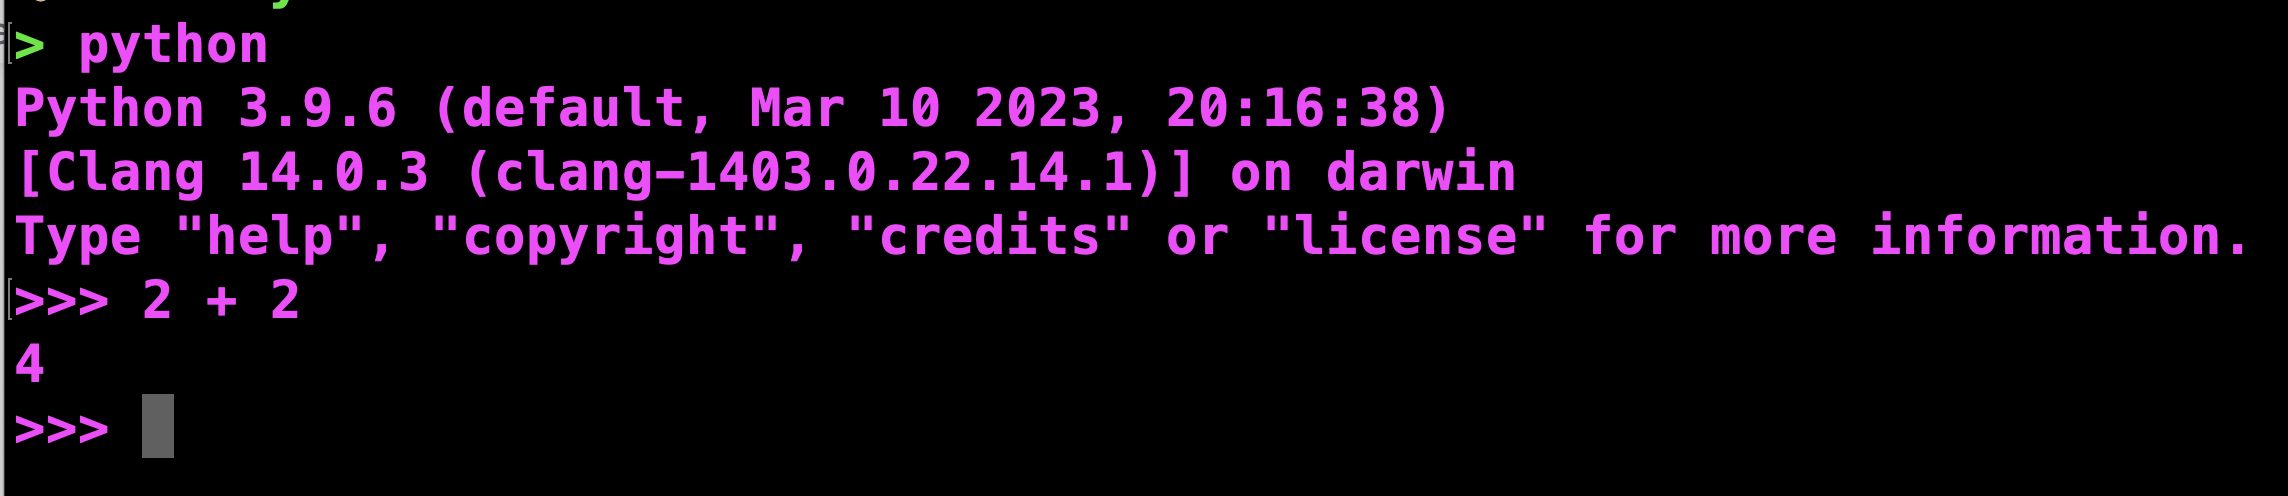 > python
Python 3.9.6 (default, Mar 10 2023, 20:16:38)
[Clang 14.0.3 (clang-1403.0.22.14.1)] on darwin
Type "help", "copyright", "credits" or "license" for more information.
>>> 2 + 2
4
>>>